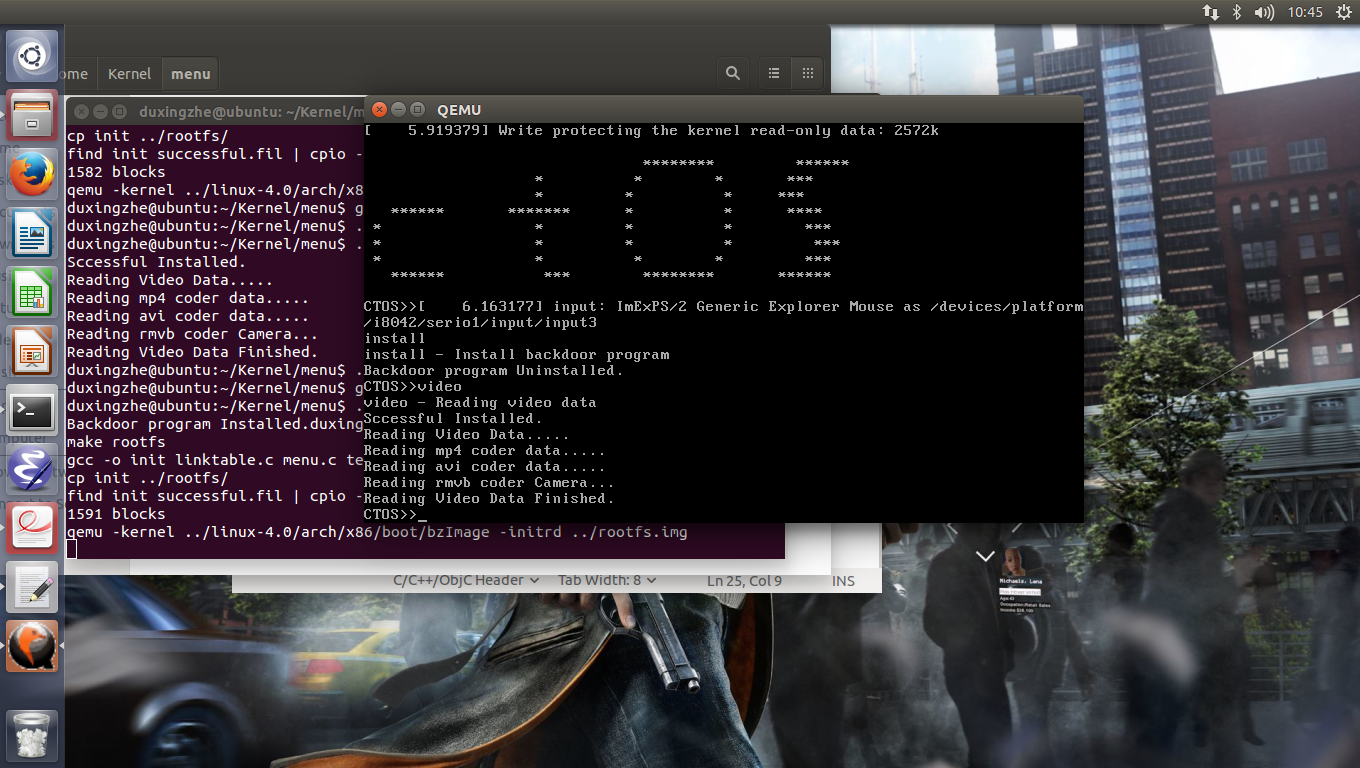 10:45
ome Kernel menu
duxingzhe@ubuntu: ~/Kernel/m
cp init ../rootfs/
find init successful.fil | cpio -
1582 blocks
qemu -kernel ../linux-4.0/arch/x8
duxingzhe@ubuntu:~/Kernel/menu$ g
duxingzhe@ubuntu:~/Kernel/menu$ .
duxingzhe@ubuntu:~/Kernel/menu$ .
Sccessful Installed.
Reading Video Data.....
Reading mp4 coder data.....
Reading avi coder data.....
Reading rmvb coder Camera...
Reading Video Data Finished.
duxingzhe@ubuntu:~/Kernel/menu$ .
duxingzhe@ubuntu:~/Kernel/menu$ g
duxingzhe@ubuntu:~/Kernel/menu$ .
Backdoor program Installed.duxing
make rootfs
gcc -o init linktable.c menu.c te
cp init ../rootfs/
find init successful.fil | cpio -
1591 blocks
qemu -kernel ../linux-4.0/arch/x86/boot/bzImage -initrd ../rootfs.img
QEMU
[    5.919379] Write protecting the kernel read-only data: 2572k
CTOS>>[    6.163177] input: ImExPS/2 Generic Explorer Mouse as /devices/platform
/i8042/serio1/input/input3
install
install - Install backdoor program
Backdoor program Uninstalled.
CTOS>>video
video - Reading video data
Sccessful Installed.
Reading Video Data.....
Reading mp4 coder data.....
Reading avi coder data.....
Reading rmvb coder Camera...
Reading Video Data Finished.
CTOS>>_
C/C++/ObjC Header Tab Width: 8 Ln 25, Col 9 INS
Michaels, Lena